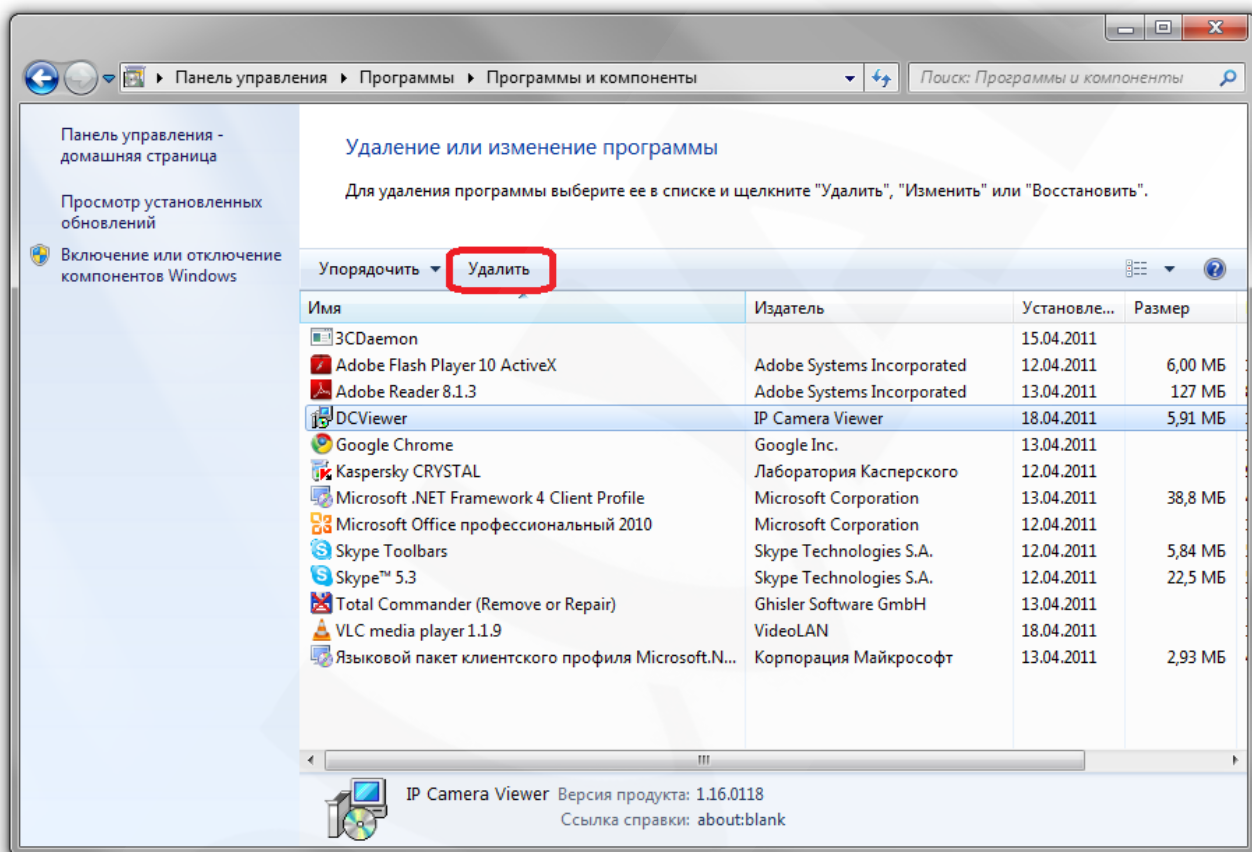 Панель управления ▸ Программы ▸ Программы и компоненты
Поиск: Программы и компоненты
Панель управления -
домашняя страница
Просмотр установленных
обновлений
Включение или отключение
компонентов Windows
Удаление или изменение программы
Для удаления программы выберите ее в списке и щелкните "Удалить", "Изменить" или "Восстановить".
Упорядочить Удалить
Имя Издатель Установле... Размер
3CDaemon 15.04.2011
Adobe Flash Player 10 ActiveX Adobe Systems Incorporated 12.04.2011 6,00 МБ
Adobe Reader 8.1.3 Adobe Systems Incorporated 13.04.2011 127 МБ
DCViewer IP Camera Viewer 18.04.2011 5,91 МБ
Google Chrome Google Inc. 13.04.2011
Kaspersky CRYSTAL Лаборатория Касперского 12.04.2011
Microsoft .NET Framework 4 Client Profile Microsoft Corporation 13.04.2011 38,8 МБ
Microsoft Office профессиональный 2010 Microsoft Corporation 12.04.2011
Skype Toolbars Skype Technologies S.A. 12.04.2011 5,84 МБ
Skype™ 5.3 Skype Technologies S.A. 12.04.2011 22,5 МБ
Total Commander (Remove or Repair) Ghisler Software GmbH 13.04.2011
VLC media player 1.1.9 VideoLAN 18.04.2011
Языковой пакет клиентского профиля Microsoft.N... Корпорация Майкрософт 13.04.2011 2,93 МБ
IP Camera Viewer Версия продукта: 1.16.0118
Ссылка справки: about:blank